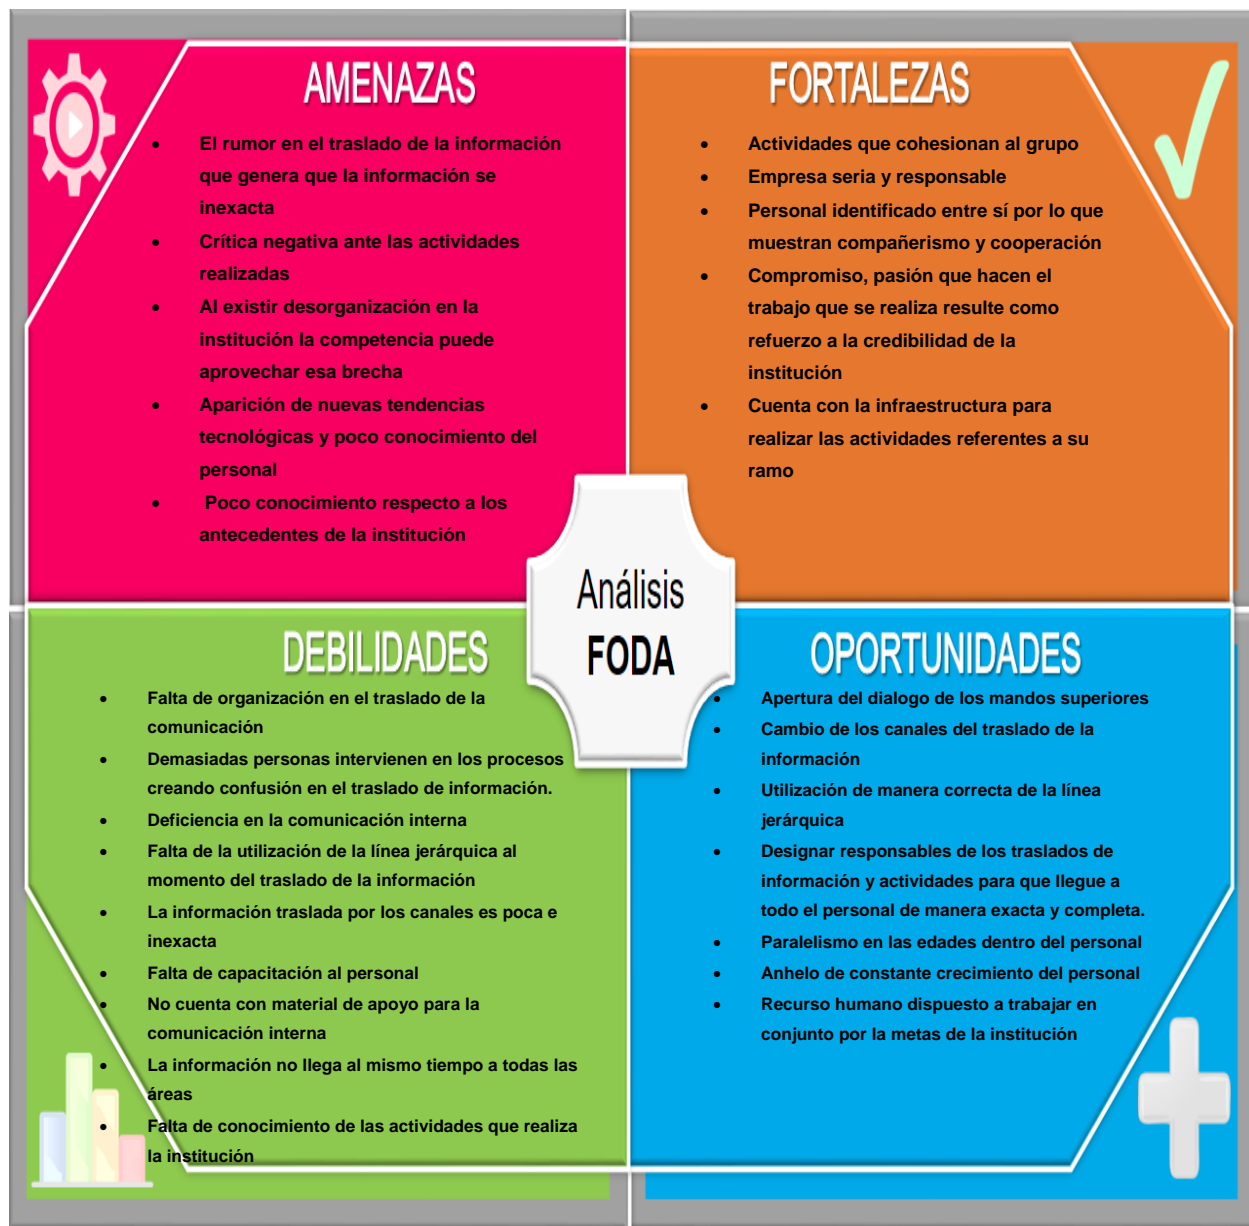 AMENAZAS
• El rumor en el traslado de la información
que genera que la información se
inexacta
• Crítica negativa ante las actividades
realizadas
• Al existir desorganización en la
institución la competencia puede
aprovechar esa brecha
• Aparición de nuevas tendencias
tecnológicas y poco conocimiento del
personal
• Poco conocimiento respecto a los
antecedentes de la institución
FORTALEZAS
• Actividades que cohesionan al grupo
• Empresa seria y responsable
• Personal identificado entre sí por lo que
muestran compañerismo y cooperación
• Compromiso, pasión que hacen el
trabajo que se realiza resulte como
refuerzo a la credibilidad de la
institución
• Cuenta con la infraestructura para
realizar las actividades referentes a su
ramo
Análisis
FODA
DEBILIDADES
• Falta de organización en el traslado de la
comunicación
• Demasiadas personas intervienen en los procesos
creando confusión en el traslado de información.
• Deficiencia en la comunicación interna
• Falta de la utilización de la línea jerárquica al
momento del traslado de la información
• La información traslada por los canales es poca e
inexacta
• Falta de capacitación al personal
• No cuenta con material de apoyo para la
comunicación interna
• La información no llega al mismo tiempo a todas las
áreas
• Falta de conocimiento de las actividades que realiza
la institución
OPORTUNIDADES
• Apertura del dialogo de los mandos superiores
• Cambio de los canales del traslado de la
información
• Utilización de manera correcta de la línea
jerárquica
• Designar responsables de los traslados de
información y actividades para que llegue a
todo el personal de manera exacta y completa.
• Paralelismo en las edades dentro del personal
• Anhelo de constante crecimiento del personal
• Recurso humano dispuesto a trabajar en
conjunto por la metas de la institución